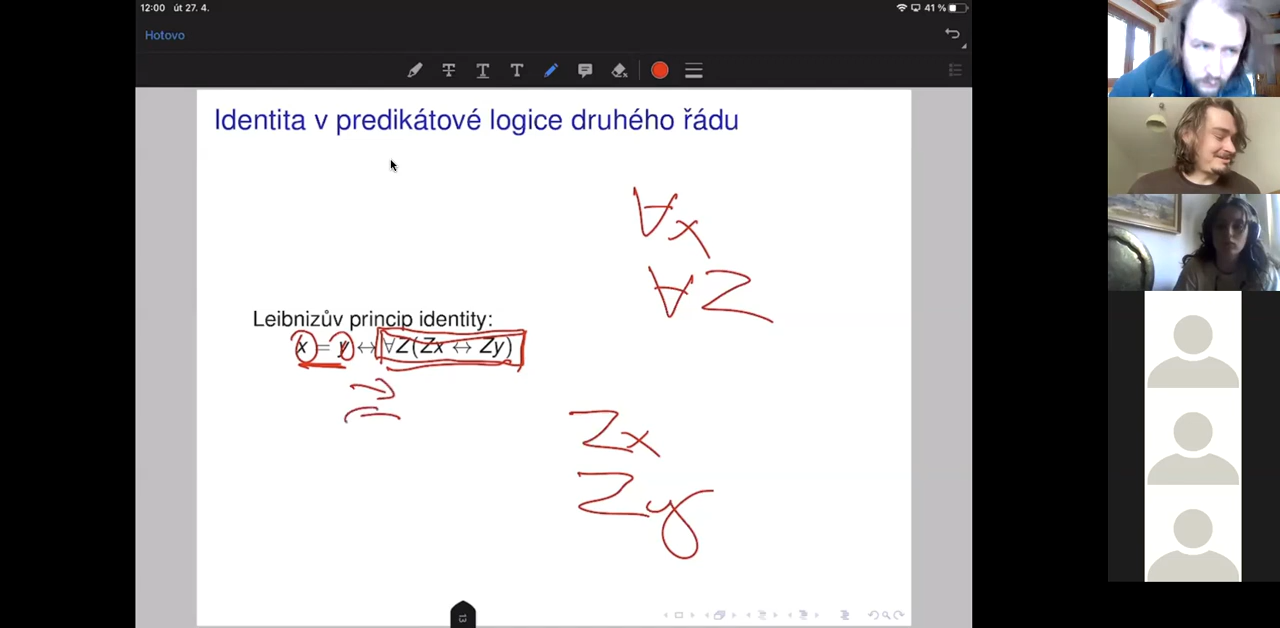 12:00 út 27. 4.
41 %
Hotovo
Identita v predikátové logice druhého řádu
∀x
∀Z
Leibnizův princip identity:
x = y ↔ ∀Z(Zx ↔ Zy)
Zx
Zy
13